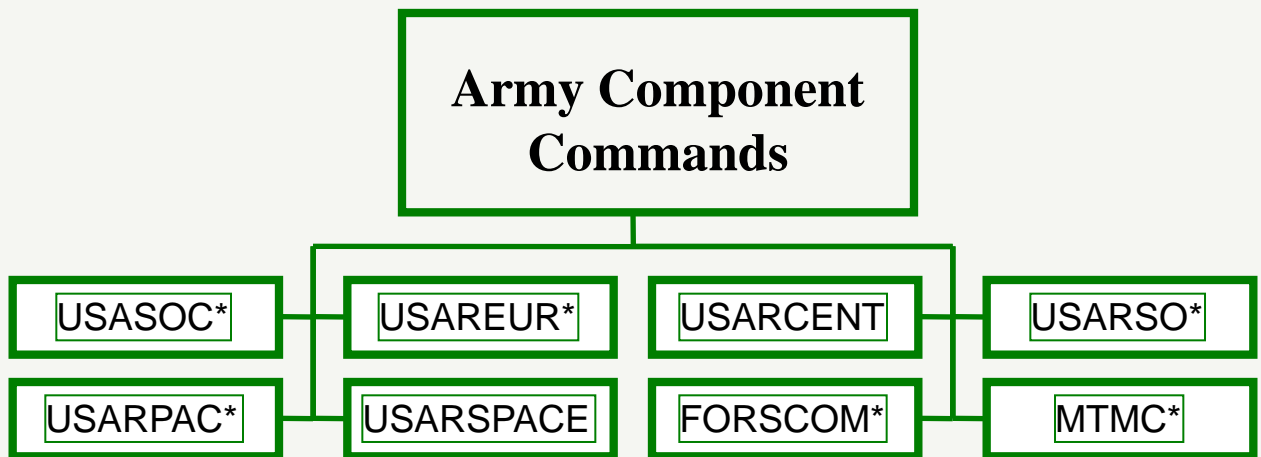 Army Component
Commands
USASOC*
USAREUR*
USARCENT
USARSO*
USARPAC*
USARSPACE
FORSCOM*
MTMC*